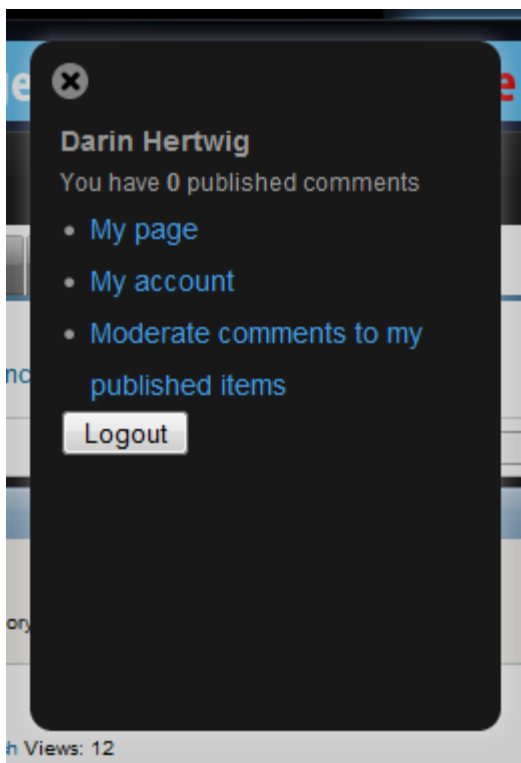 Darin Hertwig
You have 0 published comments
My page
My account
Moderate comments to my
published items
Logout
Views: 12